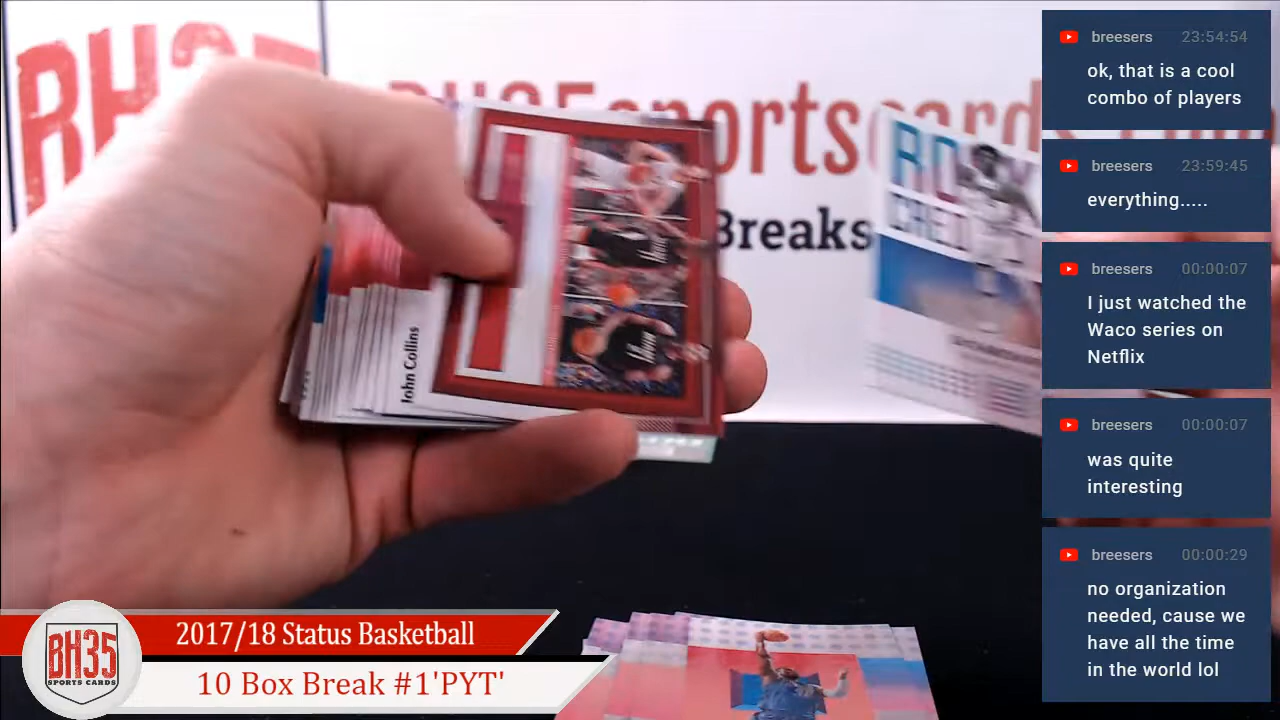 BH35
BH35sportscards
Breaks
John Collins
breesers 23:54:54
ok, that is a cool
combo of players
breesers 23:59:45
everything.....
breesers 00:00:07
I just watched the
Waco series on
Netflix
breesers 00:00:07
was quite
interesting
breesers 00:00:29
no organization
needed, cause we
have all the time
in the world lol
BH35
SPORTS CARDS
2017/18 Status Basketball
10 Box Break #1'PYT'